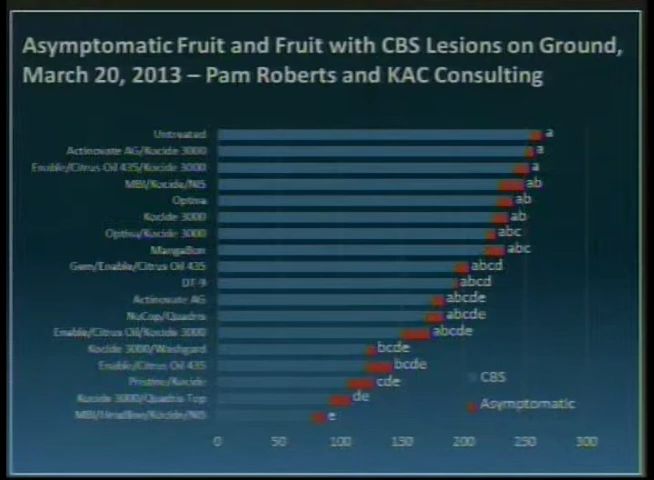 Asymptomatic Fruit and Fruit with CBS Lesions on Ground,
March 20, 2013 – Pam Roberts and KAC Consulting
Untreated a
Actinovate AG/Kocide 3000 a
Enable/Citrus Oil 435/Kocide 3000 a
MBI/Kocide/NIS ab
Optiva ab
Kocide 3000 ab
Optiva/Kocide 3000 abc
abc
Gem/Enable/Citrus Oil 435 abcd
abcd
Actinovate AG abcde
NuCop/Quadris abcde
Enable/Citrus Oil/Kocide 3000 abcde
Kocide 3000/Washgard bcde
Enable/Citrus Oil 435 bcde
Pristine/Kocide cde
Kocide 3000/Quadris Top de
MBI/Headline/Kocide/NIS e
CBS
Asymptomatic
0 50 100 150 200 250 300